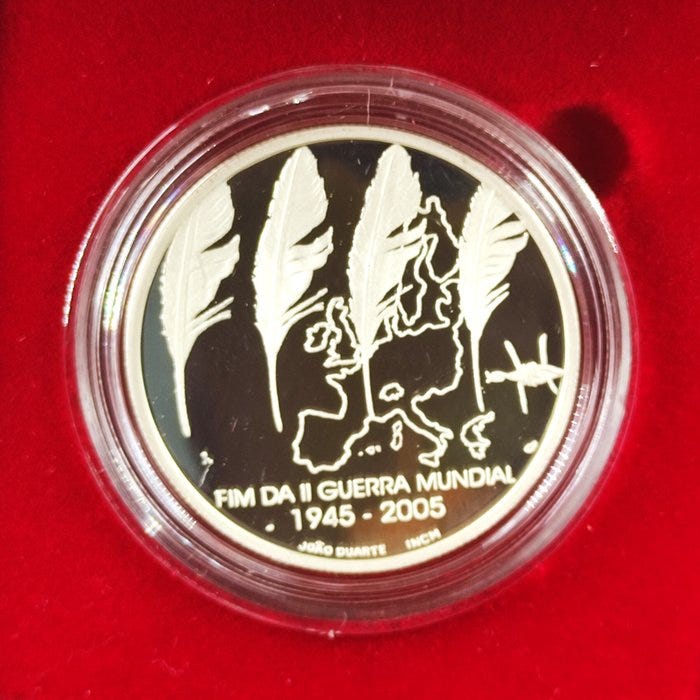 FIM DA II GUERRA MUNDIAL
1945 - 2005
JOÃO DUARTE INCM